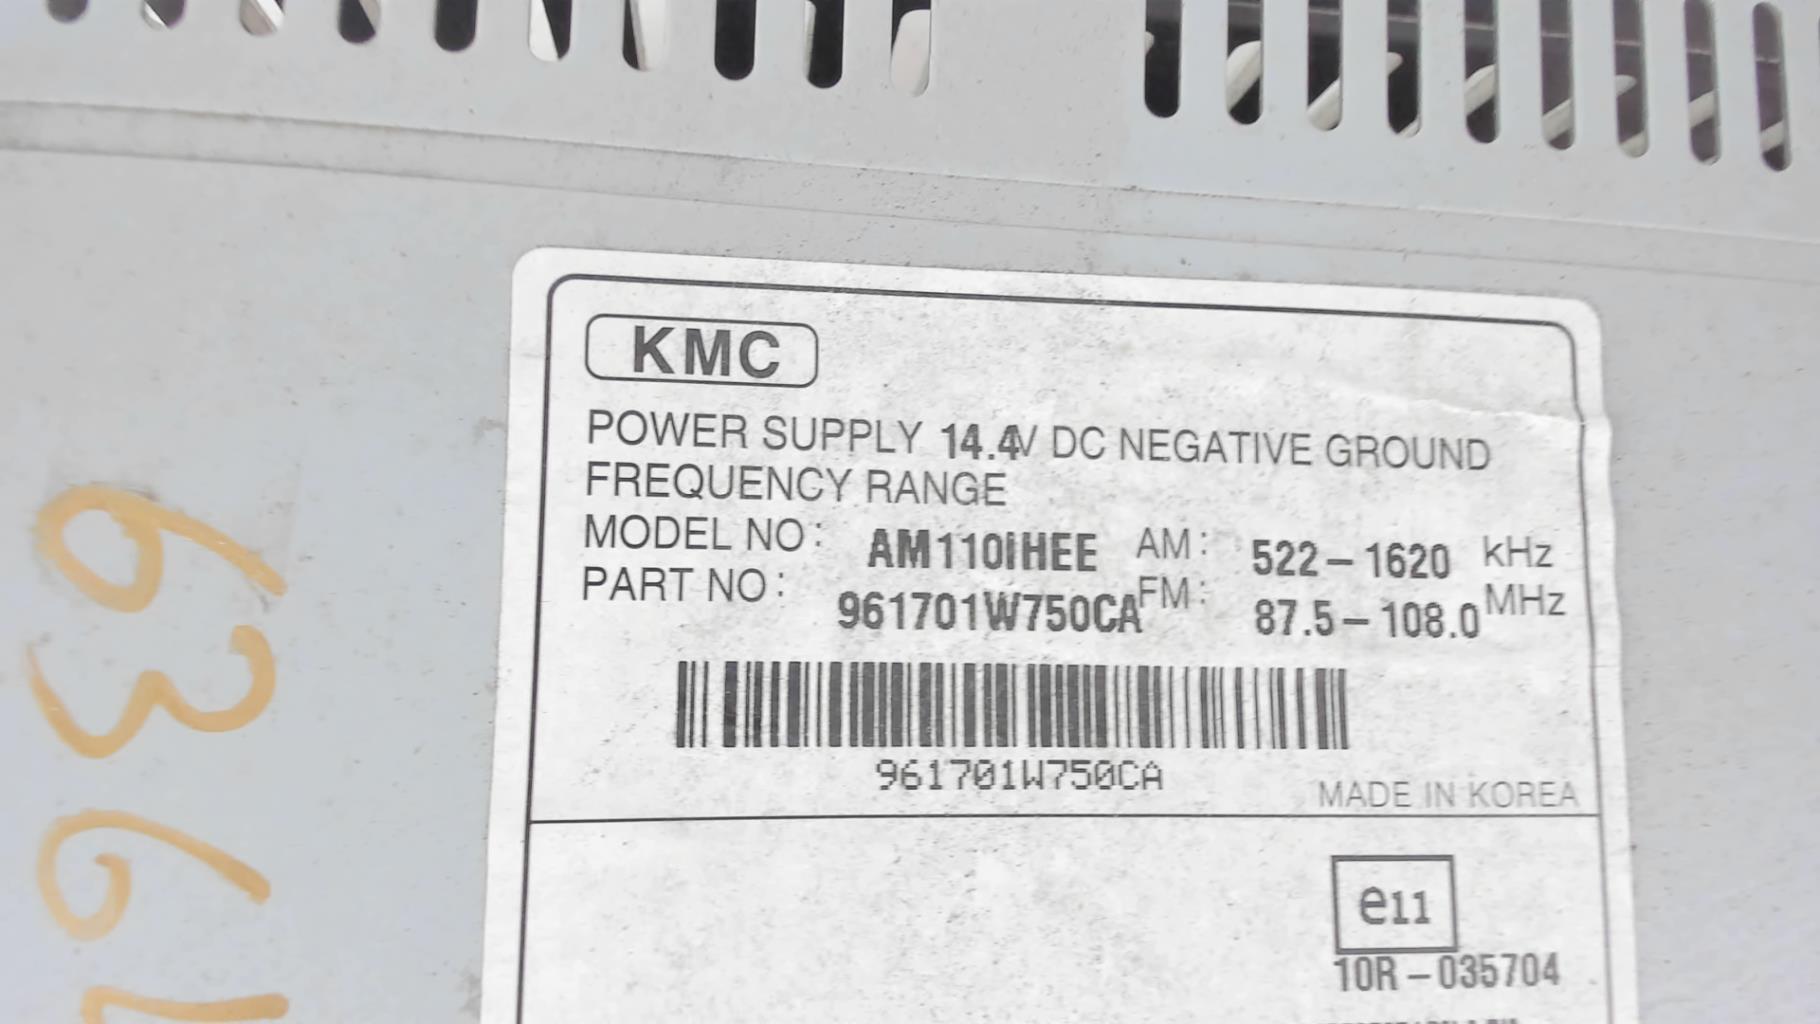 KMC
POWER SUPPLY 14.4V DC NEGATIVE GROUND
FREQUENCY RANGE
MODEL NO: AM110IHEE AM: 522-1620 kHz
PART NO: 961701W750CA FM: 87.5-108.0 MHz
961701W750CA
MADE IN KOREA
e11
10R-035704
636